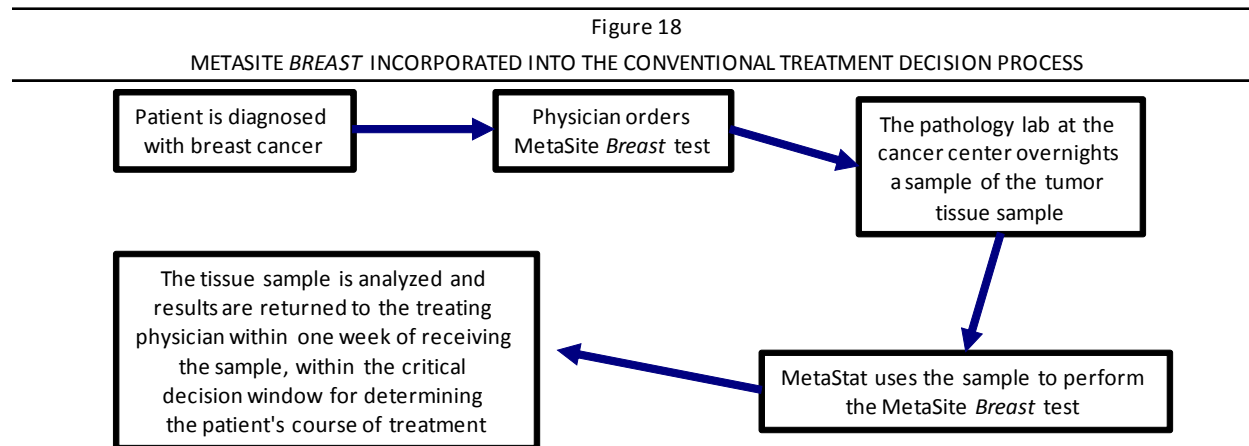 Figure 18
METASITE BREAST INCORPORATED INTO THE CONVENTIONAL TREATMENT DECISION PROCESS
Patient is diagnosed
with breast cancer
Physician orders
MetaSite Breast test
The pathology lab at the
cancer center overnights
a sample of the tumor
tissue sample
MetaStat uses the sample to perform
the MetaSite Breast test
The tissue sample is analyzed and
results are returned to the treating
physician within one week of receiving
the sample, within the critical
decision window for determining
the patient's course of treatment